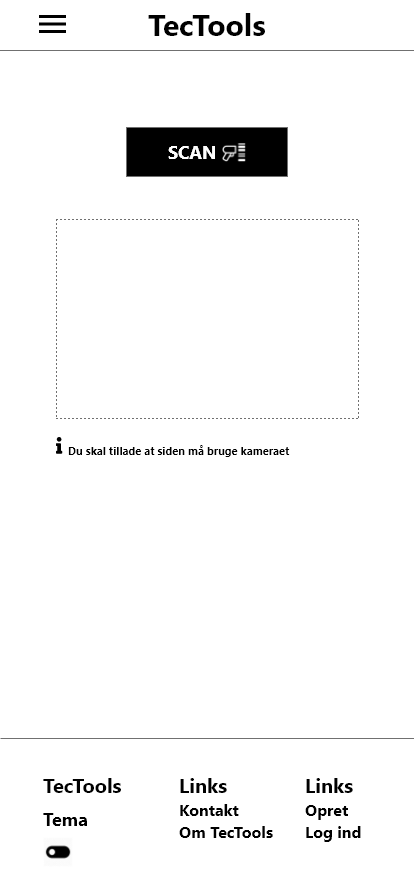 TecTools
SCAN
Du skal tillade at siden må bruge kameraet
TecTools
Tema
Links
Kontakt
Om TecTools
Links
Opret
Log ind